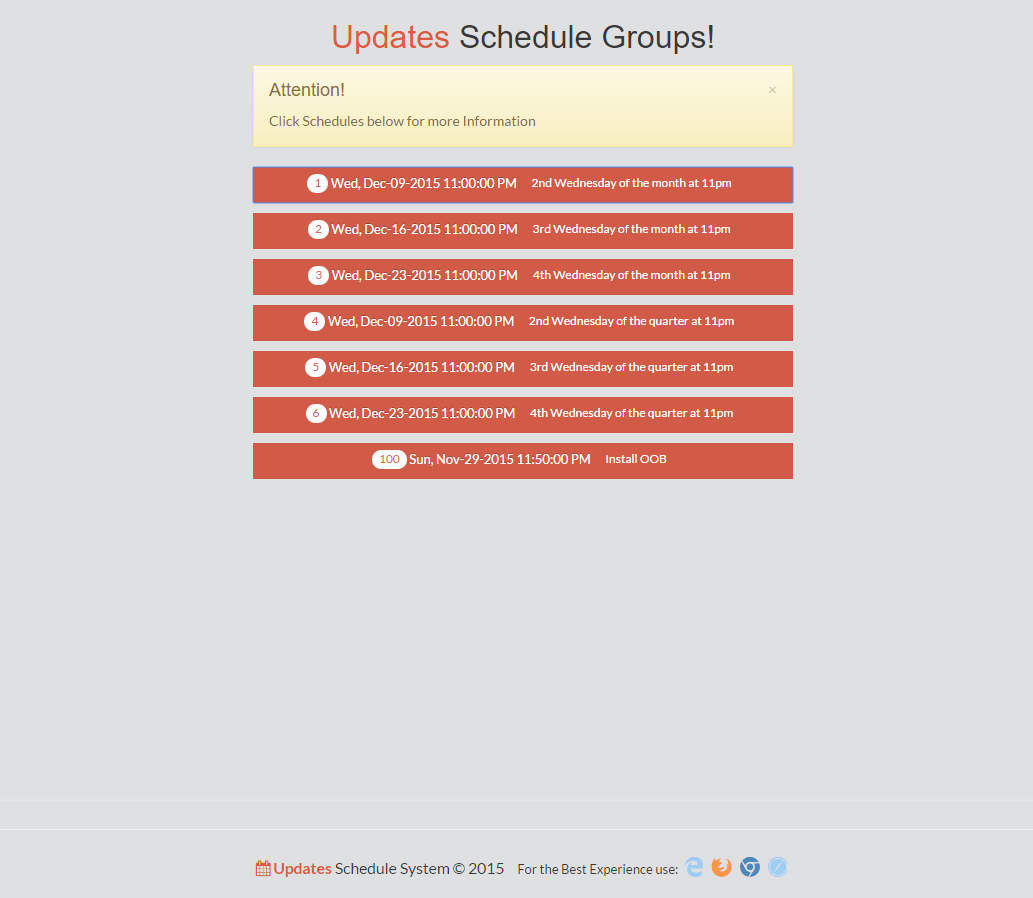 Updates Schedule Groups!
Attention!
×
Click Schedules below for more Information
1 Wed, Dec-09-2015 11:00:00 PM 2nd Wednesday of the month at 11pm
2 Wed, Dec-16-2015 11:00:00 PM 3rd Wednesday of the month at 11pm
3 Wed, Dec-23-2015 11:00:00 PM 4th Wednesday of the month at 11pm
4 Wed, Dec-09-2015 11:00:00 PM 2nd Wednesday of the quarter at 11pm
5 Wed, Dec-16-2015 11:00:00 PM 3rd Wednesday of the quarter at 11pm
6 Wed, Dec-23-2015 11:00:00 PM 4th Wednesday of the quarter at 11pm
100 Sun, Nov-29-2015 11:50:00 PM Install OOB
Updates Schedule System © 2015 For the Best Experience use: